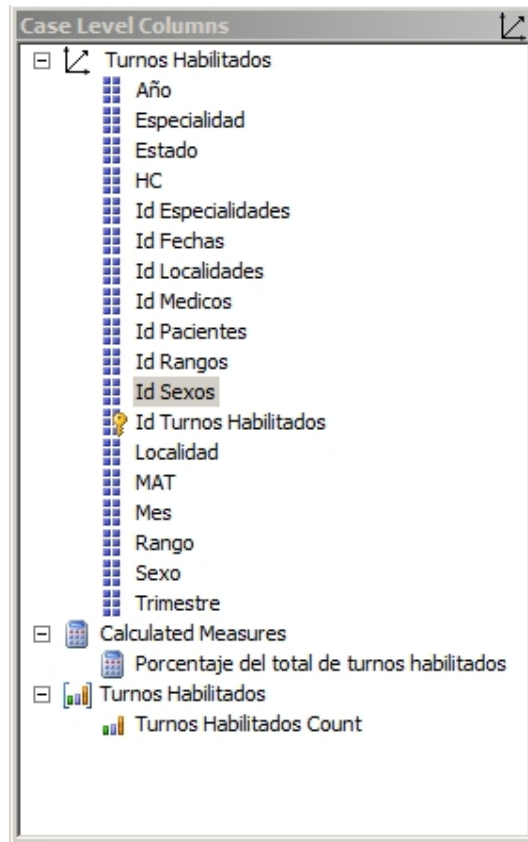 Case Level Columns
Turnos Habilitados
Año
Especialidad
Estado
HC
Id Especialidades
Id Fechas
Id Localidades
Id Medicos
Id Pacientes
Id Rangos
Id Sexos
Id Turnos Habilitados
Localidad
MAT
Mes
Rango
Sexo
Trimestre
Calculated Measures
Porcentaje del total de turnos habilitados
Turnos Habilitados
Turnos Habilitados Count